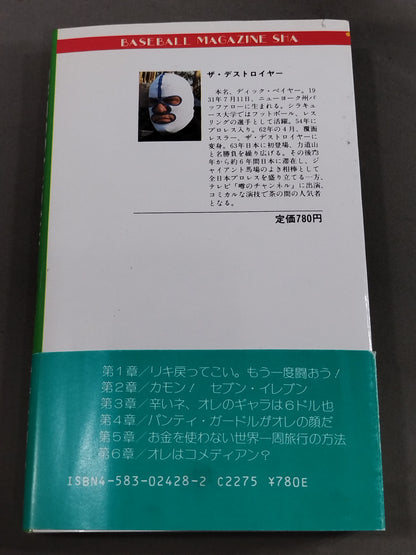 BASEBALL MAGAZINE SHA
ザ・デストロイヤー
本名、ディック・ベイヤー。19
31年7月11日、ニューヨーク州バ
ッファローに生まれる。シラキュ
ース大学ではフットボール、レス
リングの選手として活躍。54年に
プロレス入り。62年の4月、覆面
レスラー、ザ・デストロイヤーに
変身。63年日本に初登場、力道山
と名勝負を繰り広げる。その後73
年から約6年間日本に滞在し、ジ
ャイアント馬場のよき相棒として
全日本プロレスを盛り立てる一方、
テレビ「噂のチャンネル」に出演、
コミカルな演技で茶の間の人気者
となる。
定価780円
第1章/リキ戻ってこい。もう一度闘おう!
第2章/カモン! セブン・イレブン
第3章/辛いネ、オレのギャラは6ドル也
第4章/パンティ・ガードルがオレの顔だ
第5章/お金を使わない世界一周旅行の方法
第6章/オレはコメディアン?
ISBN4-583-02428-2 C2275 ¥780E